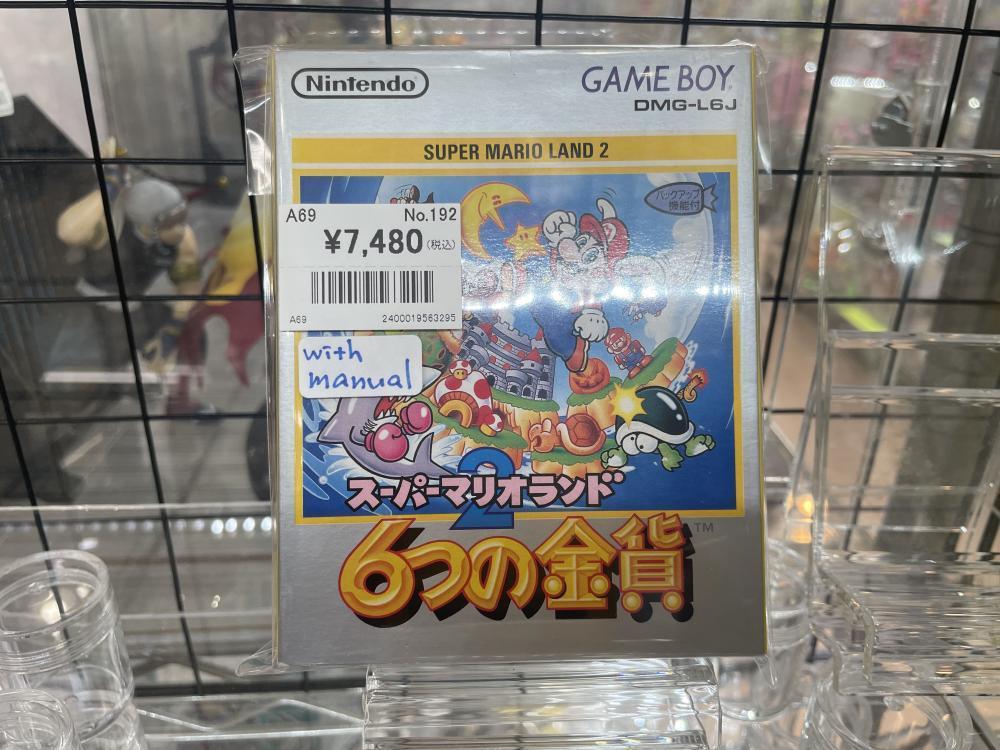 Nintendo
GAME BOY
DMG-L6J
SUPER MARIO LAND 2
バックアップ
機能付
A69 No.192
¥7,480(税込)
A69 2400019563295
with
manual
スーパーマリオランド
2
6つの金貨
TM